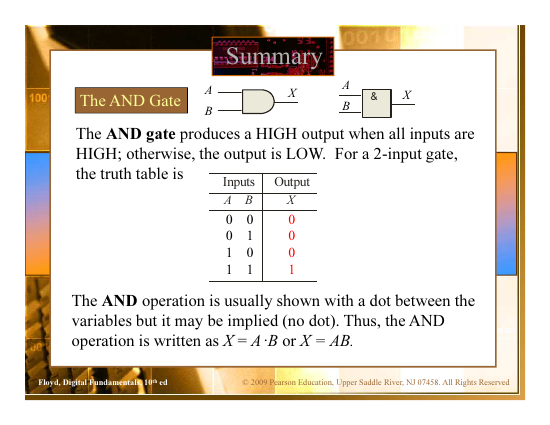 Summary
The AND Gate
A
B
X
A
B
&
X
The AND gate produces a HIGH output when all inputs are
HIGH; otherwise, the output is LOW. For a 2-input gate,
the truth table is
Inputs Output
A B X
0 0 0
0 1 0
1 0 0
1 1 1
The AND operation is usually shown with a dot between the
variables but it may be implied (no dot). Thus, the AND
operation is written as X = A ·B or X = AB.
Floyd, Digital Fundamentals, 10th ed
© 2009 Pearson Education, Upper Saddle River, NJ 07458. All Rights Reserved